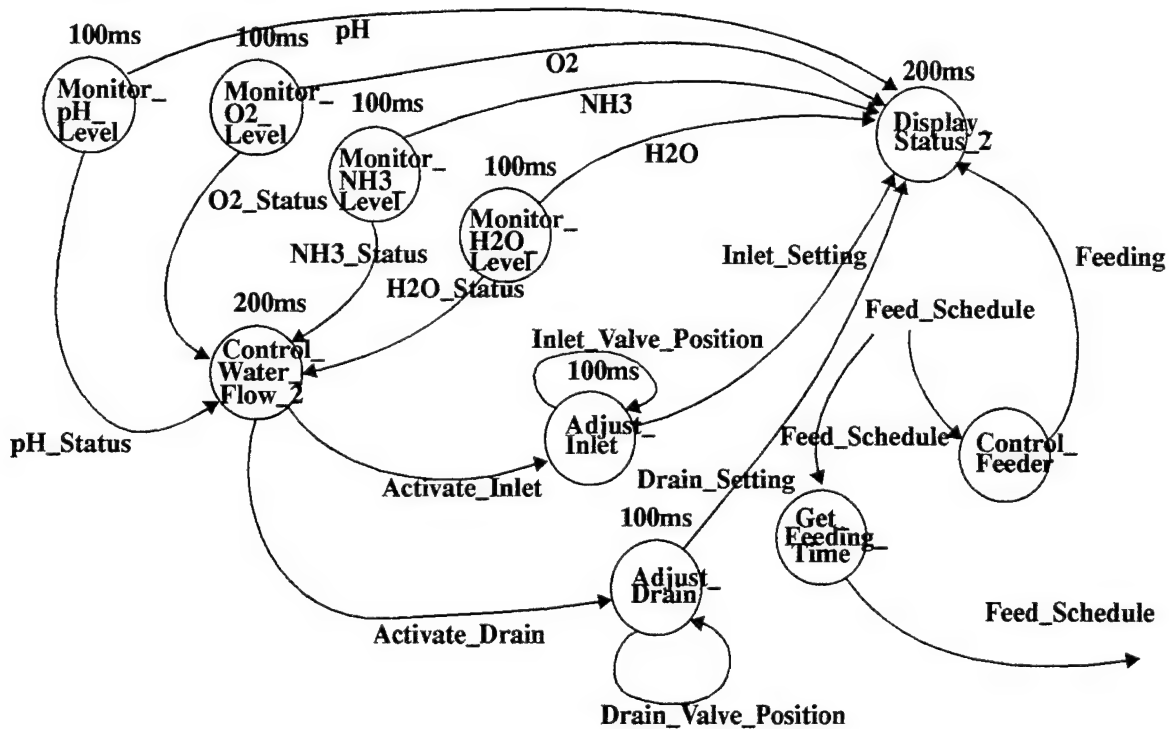 100ms
pH
100ms
O2
200ms
Monitor_
pH_
Level
Monitor_
O2_
Level
100ms
NH3
Display_
Status_2
Monitor_
NH3_
Level
100ms
H2O
O2_Status
Monitor_
H2O_
Level
NH3_Status
Inlet_Setting
Feeding
H2O_Status
200ms
Feed_Schedule
Inlet_Valve_Position
Control_
Water_
Flow_2
100ms
Adjust_
Inlet
pH_Status
Feed_Schedule
Control_
Feeder
Activate_Inlet
Drain_Setting
100ms
Get_
Feeding_
Time
Adjust_
Drain
Feed_Schedule
Activate_Drain
Drain_Valve_Position